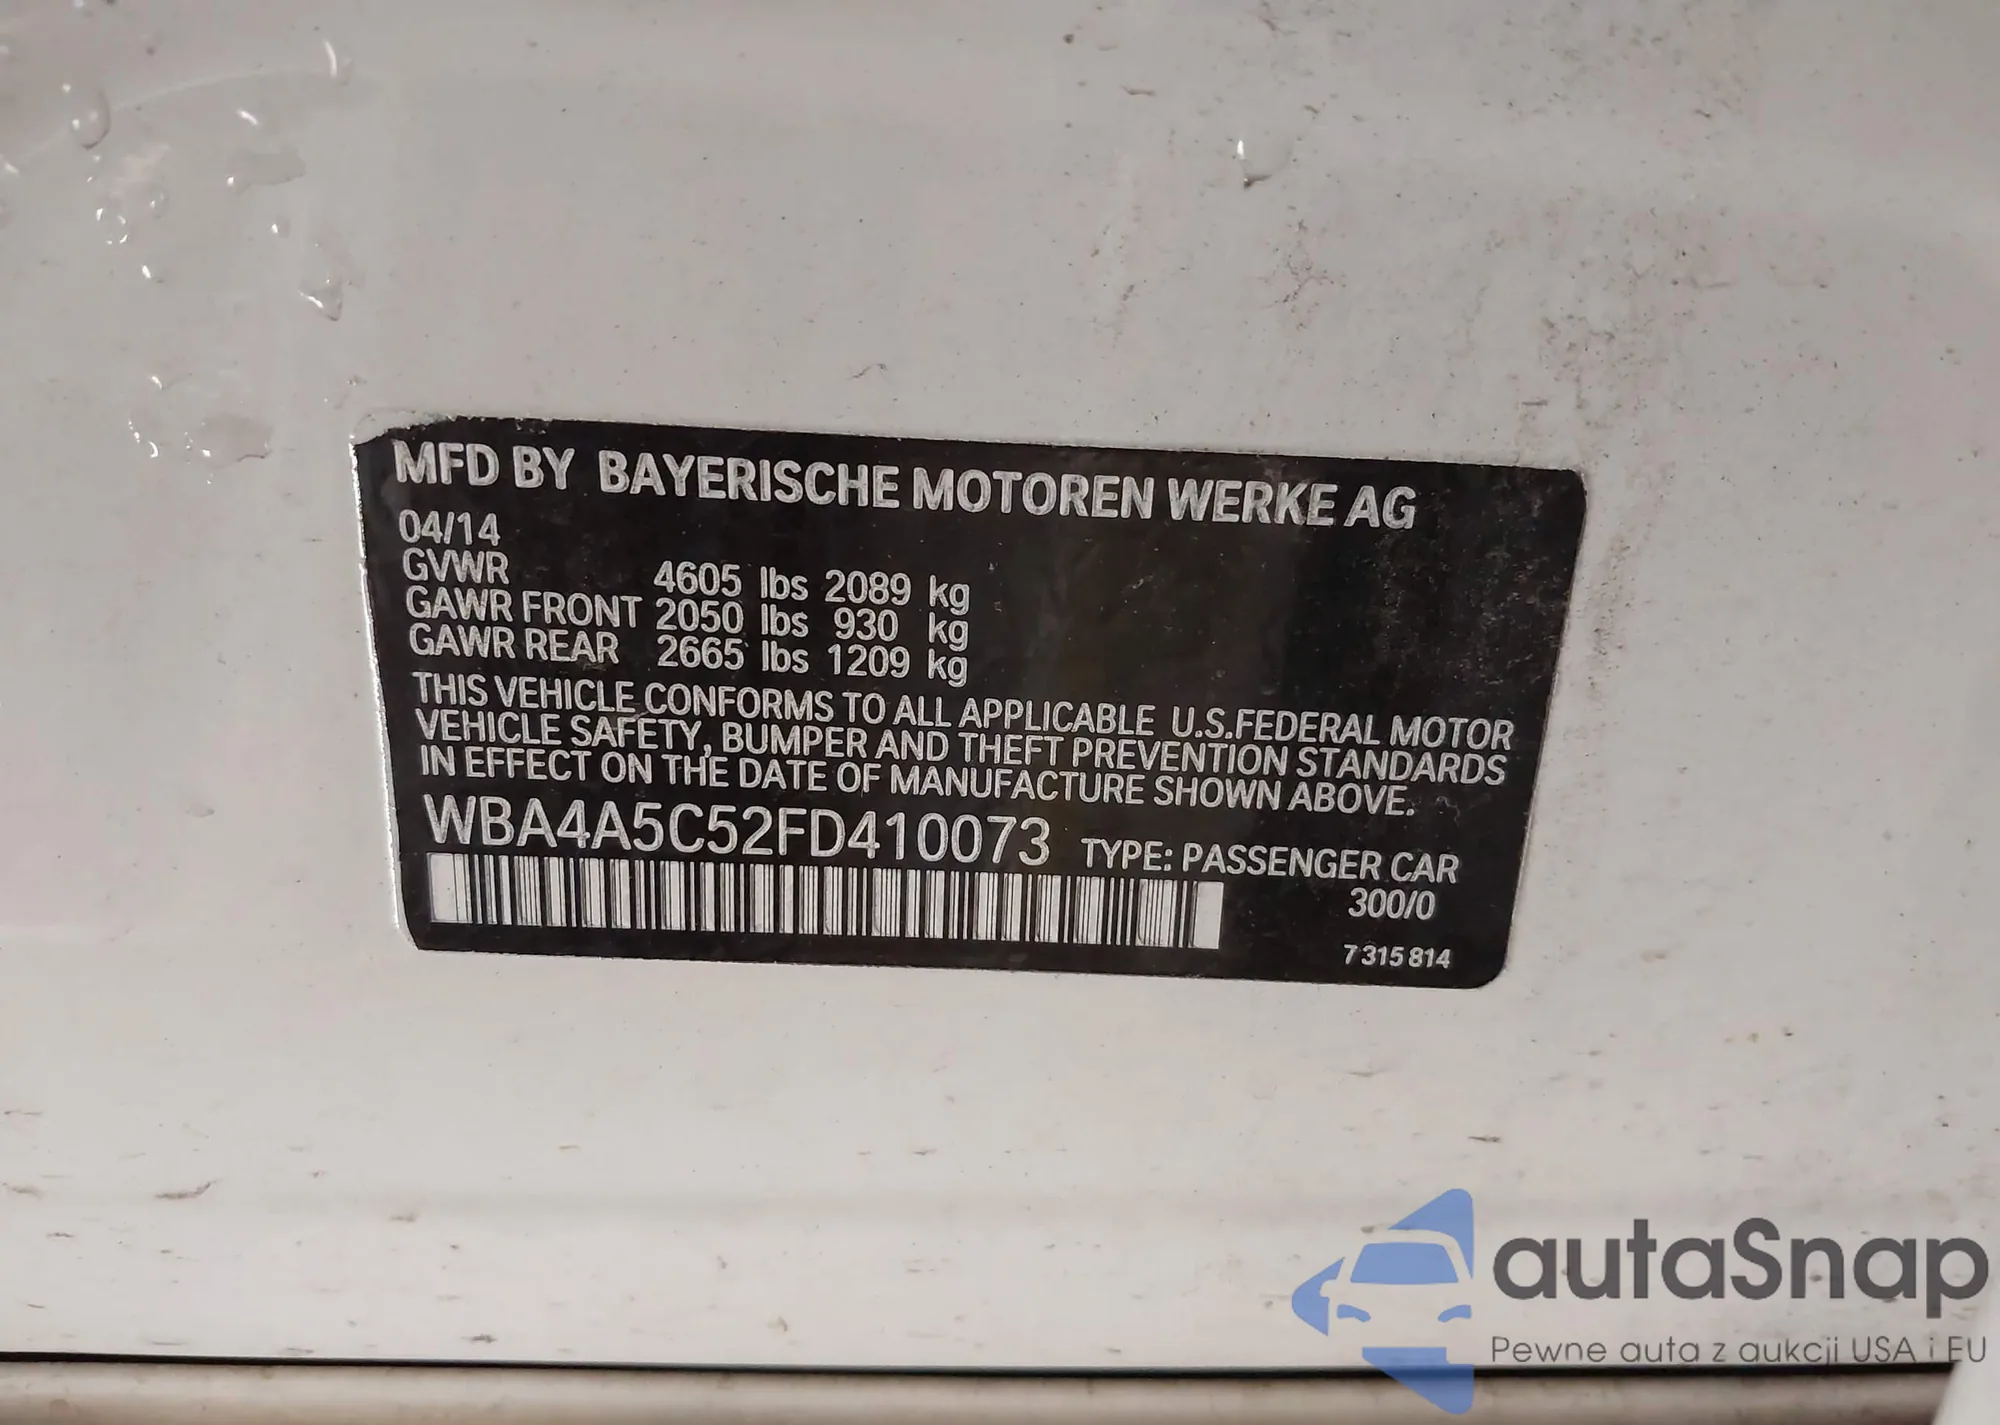 MFD BY BAYERISCHE MOTOREN WERKE AG
04/14
GVWR 4605 lbs 2089 kg
GAWR FRONT 2050 lbs 930 kg
GAWR REAR 2665 lbs 1209 kg
THIS VEHICLE CONFORMS TO ALL APPLICABLE U.S.FEDERAL MOTOR
VEHICLE SAFETY, BUMPER AND THEFT PREVENTION STANDARDS
IN EFFECT ON THE DATE OF MANUFACTURE SHOWN ABOVE.
WBA4A5C52FD410073 TYPE: PASSENGER CAR
300/0
7 315 814
autaSnap
Pewne auta z aukcji USA i EU